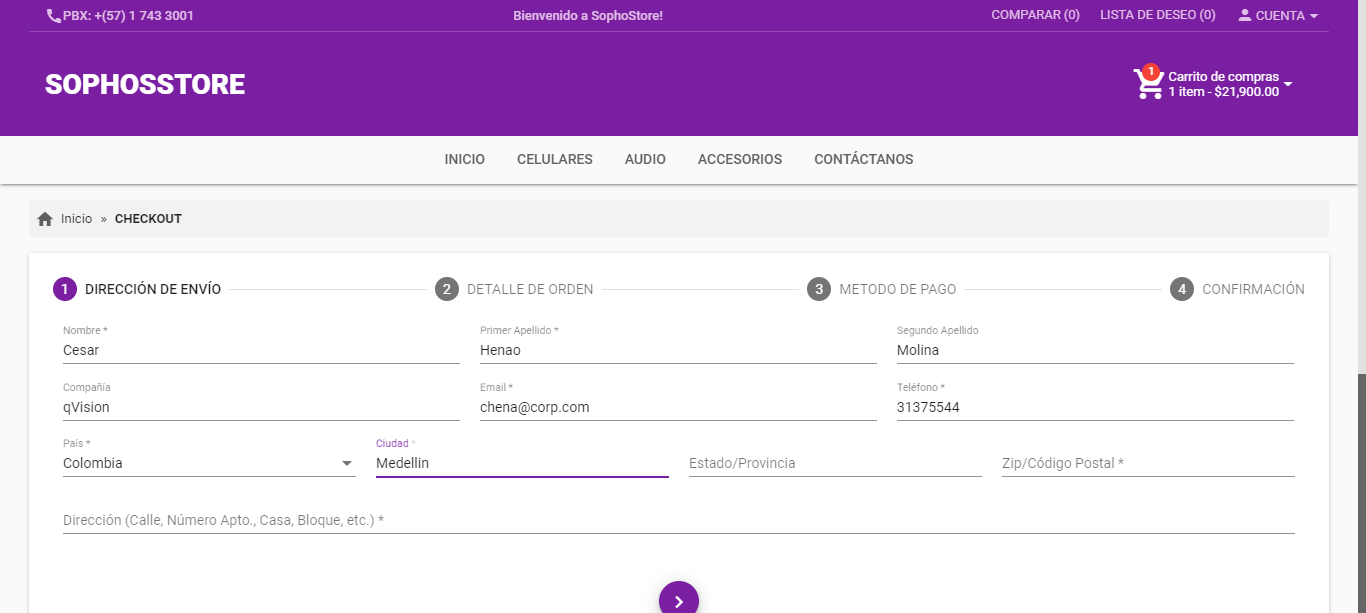 PBX: +(57) 1 743 3001
Bienvenido a SophoStore!
COMPARAR (0) LISTA DE DESEO (0) CUENTA
SOPHOSSTORE
1
Carrito de compras
1 item - $21,900.00
INICIO CELULARES AUDIO ACCESORIOS CONTÁCTANOS
Inicio » CHECKOUT
1 DIRECCIÓN DE ENVÍO 2 DETALLE DE ORDEN 3 METODO DE PAGO 4 CONFIRMACIÓN
Nombre * Primer Apellido * Segundo Apellido
Cesar Henao Molina
Compañía Email * Teléfono *
qVision chena@corp.com 31375544
País * Ciudad *
Colombia Medellin Estado/Provincia Zip/Código Postal *
Dirección (Calle, Número Apto., Casa, Bloque, etc.) *